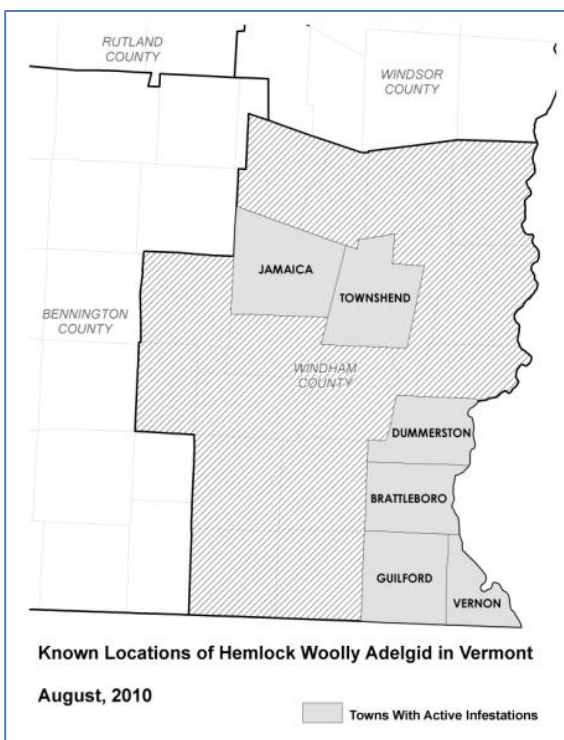 RUTLAND
COUNTY
WINDSOR
COUNTY
JAMAICA
TOWNSHEND
BENNINGTON
COUNTY
WINDHAM
COUNTY
DUMMERSTON
BRATTLEBORO
GUILFORD
VERNON
Known Locations of Hemlock Woolly Adelgid in Vermont
August, 2010
Towns With Active Infestations